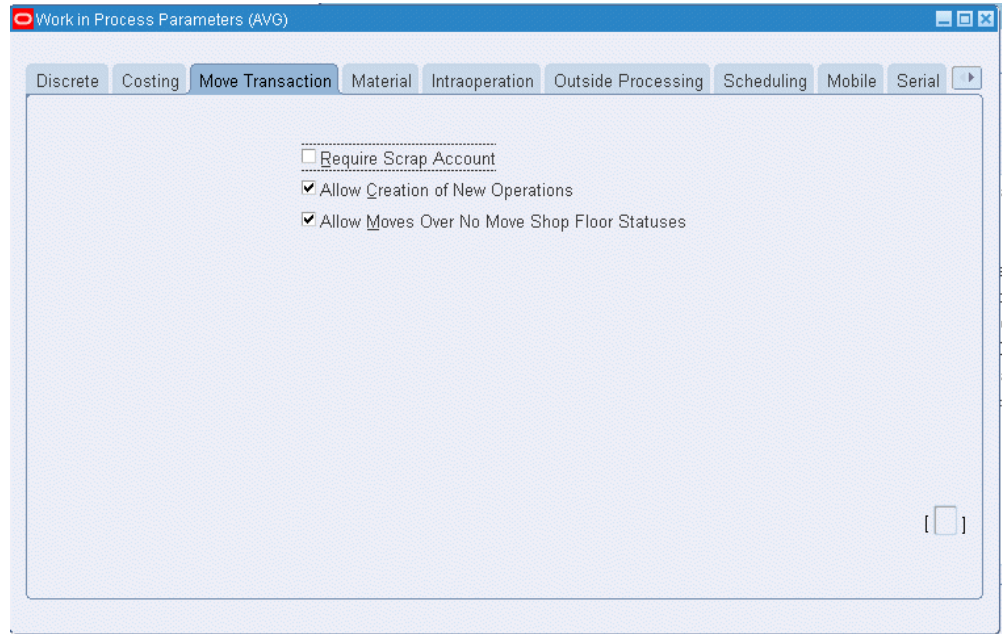 Work in Process Parameters (AVG)
Discrete Costing Move Transaction Material Intraoperation Outside Processing Scheduling Mobile Serial
Require Scrap Account
Allow Creation of New Operations
Allow Moves Over No Move Shop Floor Statuses
[ ]